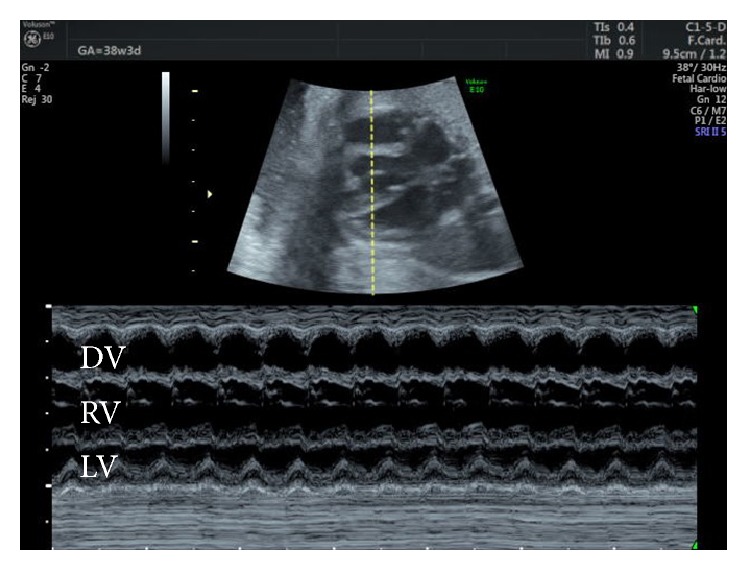 Voluson™
E10
GA=38w3d
TIs 0.4
TIb 0.6
MI 0.9
C1-5-D
F.Card.
9.5cm / 1.2
Gn -2
C 7
E 4
Rej 30
38°/ 30Hz
Fetal Cardio
Har-low
Gn 12
C6 / M7
P1 / E2
SRI II 5
Voluson
E10
DV
RV
LV